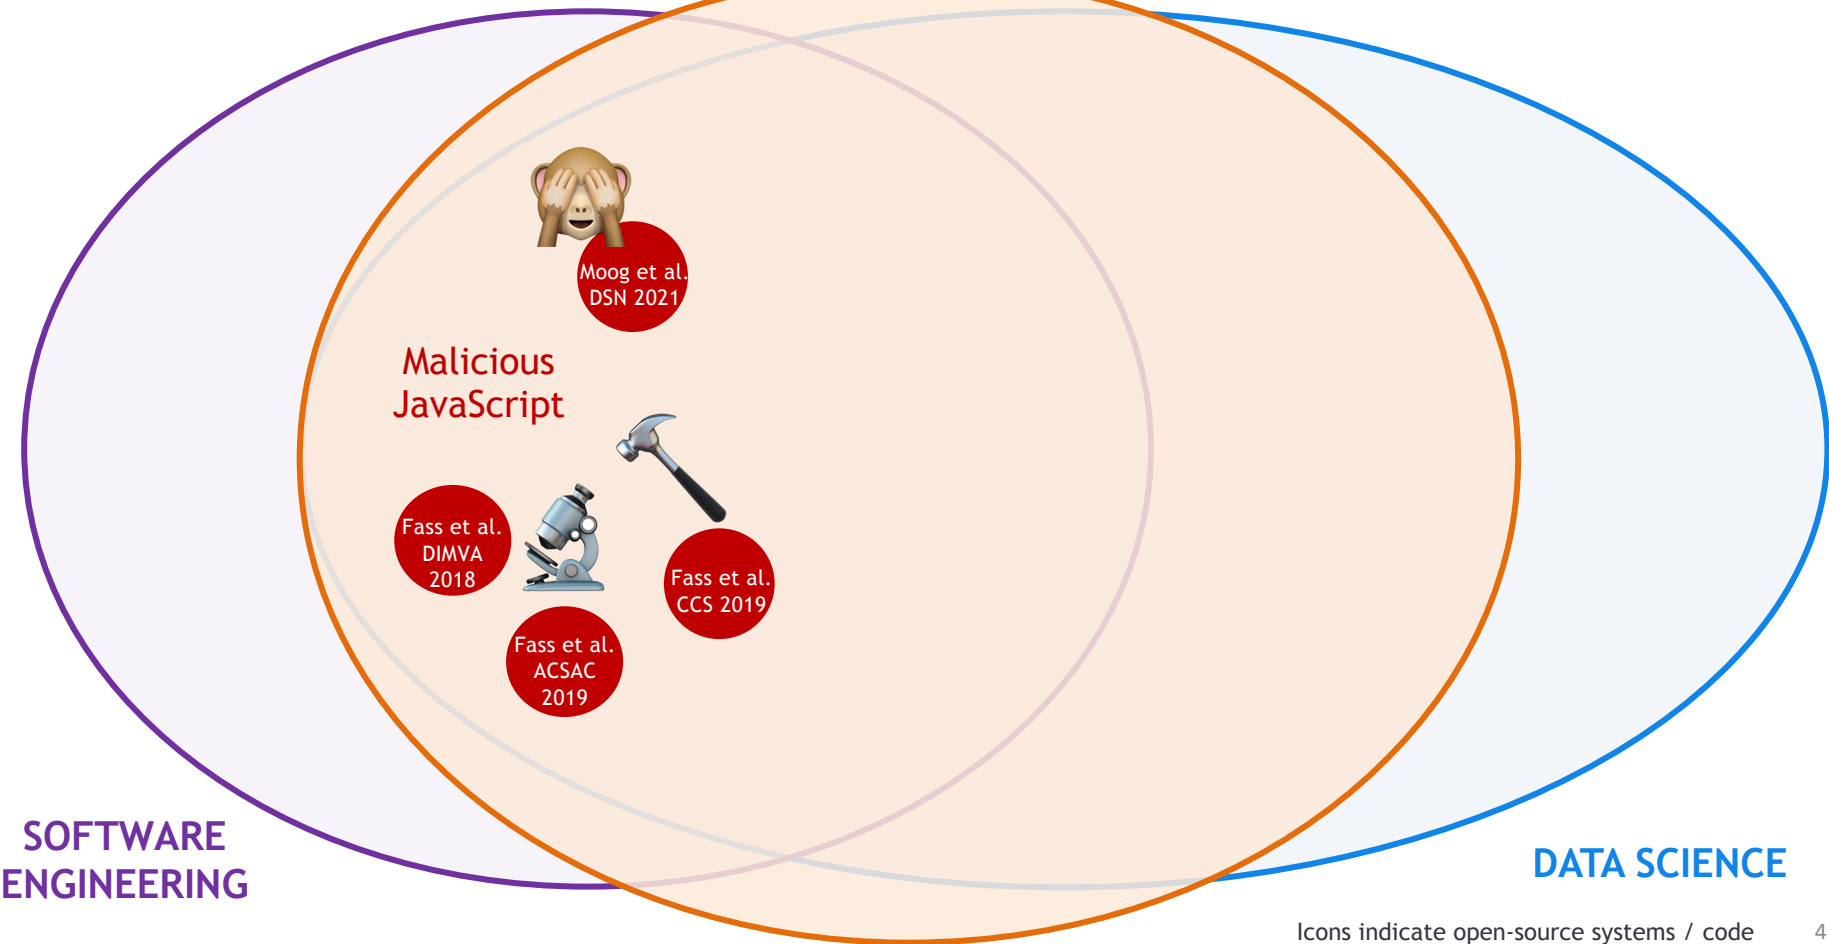 Moog et al.
DSN 2021
Malicious
JavaScript
Fass et al.
DIMVA
2018
Fass et al.
CCS 2019
Fass et al.
ACSAC
2019
SOFTWARE
ENGINEERING
DATA SCIENCE
Icons indicate open-source systems / code
4